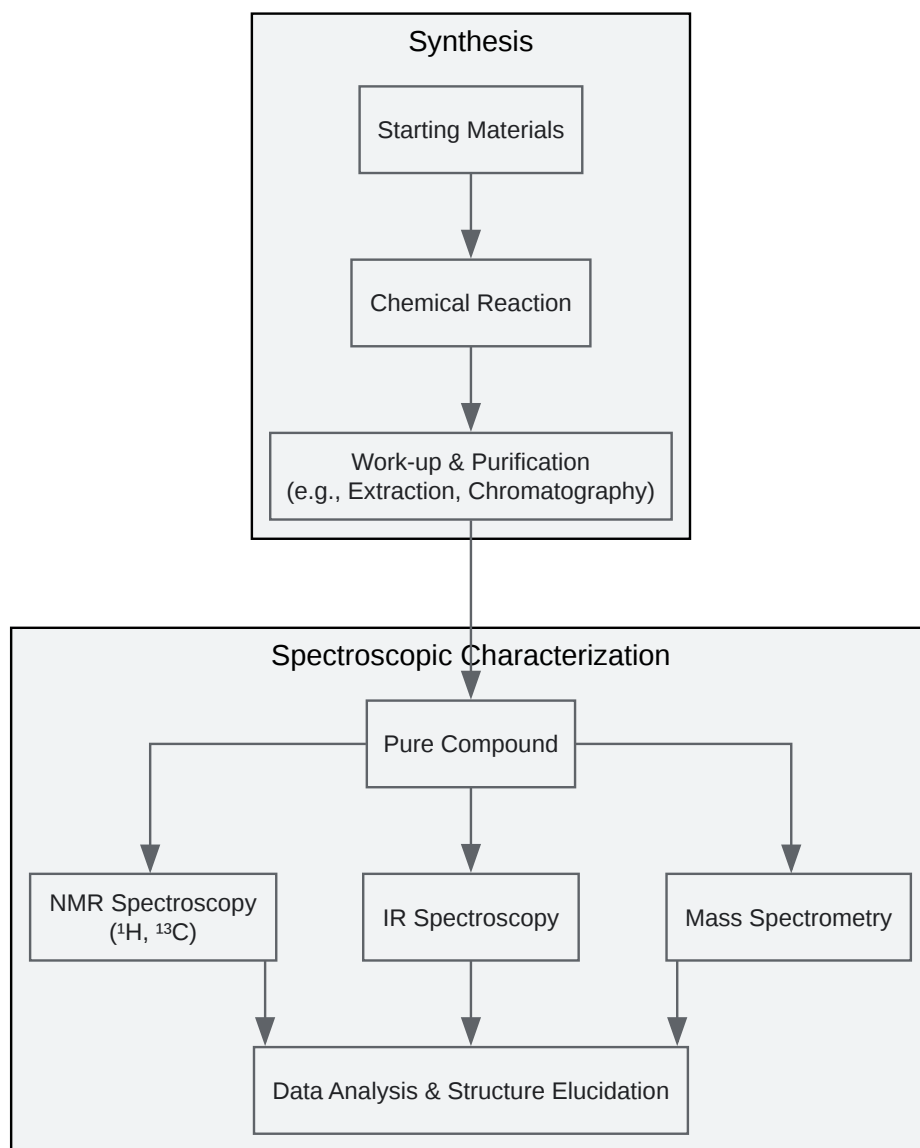 Synthesis
Starting Materials
Chemical Reaction
Work-up & Purification
(e.g., Extraction, Chromatography)
Spectroscopic Characterization
Pure Compound
NMR Spectroscopy
(¹H, ¹³C)
IR Spectroscopy
Mass Spectrometry
Data Analysis & Structure Elucidation